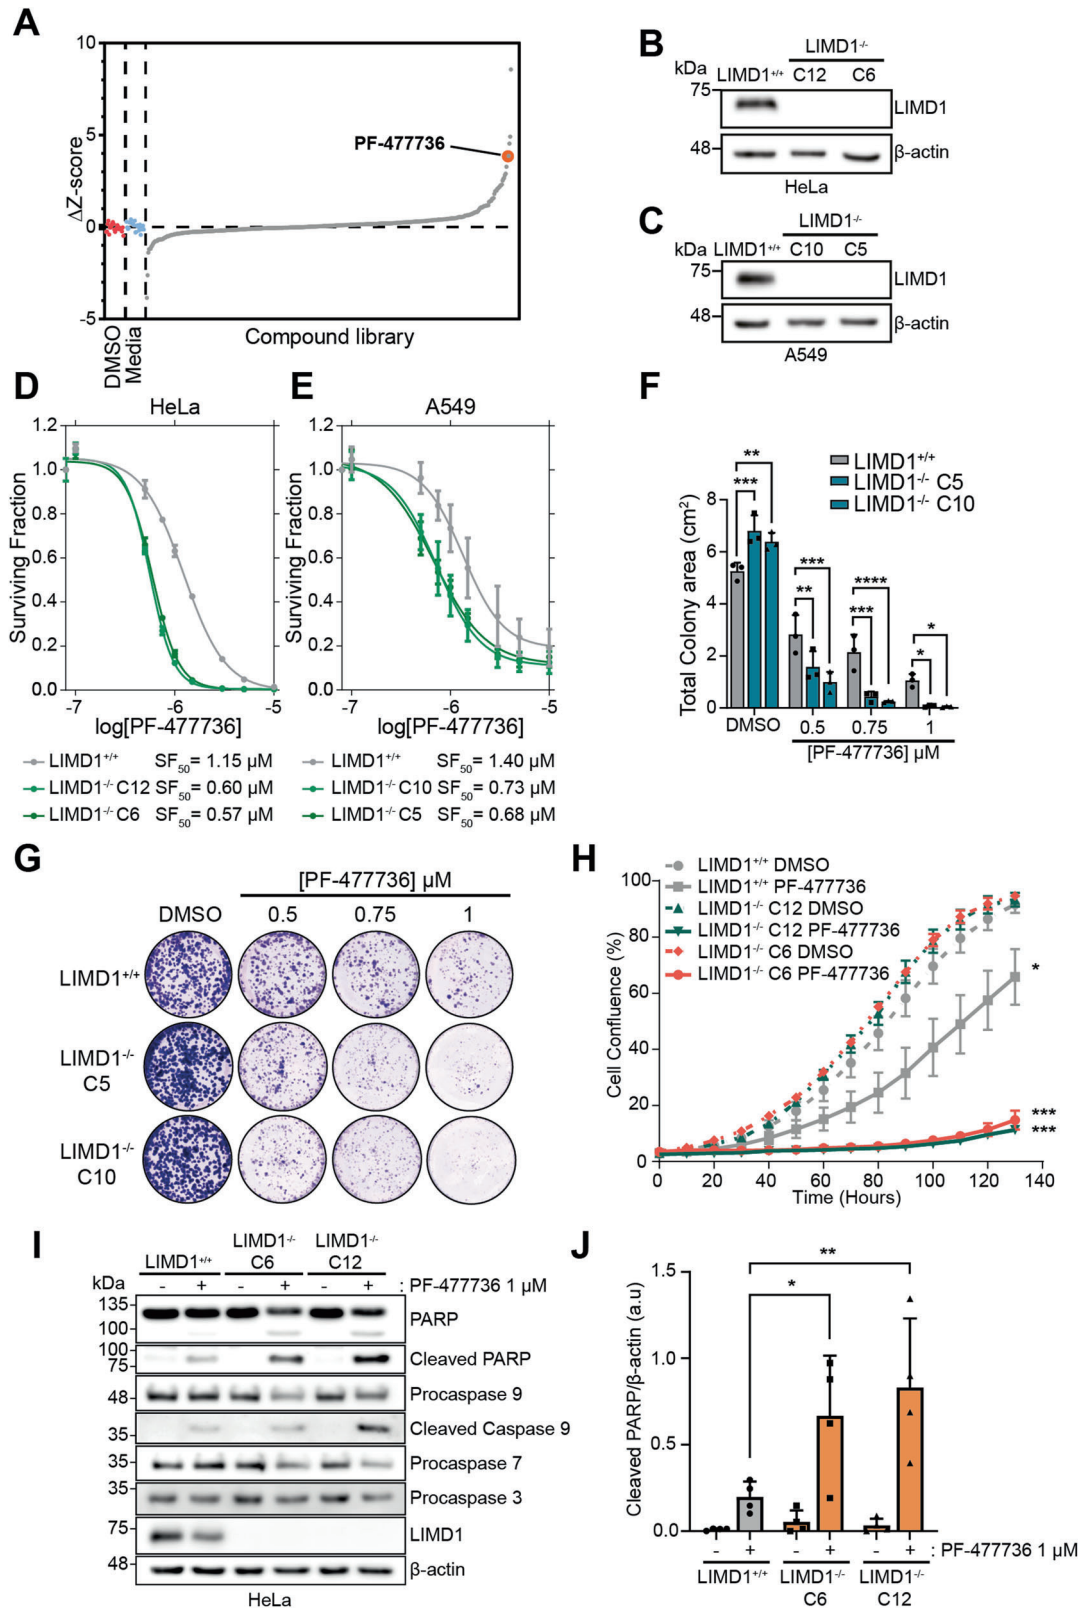 A
10
5
0
-5
ΔZ-score
PF-477736
DMSO
Media
Compound library
B
LIMD1-/-
kDa LIMD1+/+ C12 C6
75
LIMD1
48
β-actin
HeLa
C
LIMD1-/-
kDa LIMD1+/+ C10 C5
75
LIMD1
48
β-actin
A549
D
HeLa
1.2
1.0
0.8
0.6
0.4
0.2
0.0
Surviving Fraction
-7 -6 -5
log[PF-477736]
LIMD1+/+ SF50= 1.15 µM
LIMD1-/- C12 SF50= 0.60 µM
LIMD1-/- C6 SF50= 0.57 µM
E
A549
1.2
1.0
0.8
0.6
0.4
0.2
0.0
Surviving Fraction
-7 -6 -5
log[PF-477736]
LIMD1+/+ SF50= 1.40 µM
LIMD1-/- C10 SF50= 0.73 µM
LIMD1-/- C5 SF50= 0.68 µM
F
LIMD1+/+
LIMD1-/- C5
LIMD1-/- C10
8
6
4
2
0
Total Colony area (cm2)
**
***
***
**
****
***
*
*
DMSO 0.5 0.75 1
[PF-477736] µM
G
[PF-477736] µM
DMSO 0.5 0.75 1
LIMD1+/+
LIMD1-/-
C5
LIMD1-/-
C10
H
LIMD1+/+ DMSO
LIMD1+/+ PF-477736
LIMD1-/- C12 DMSO
LIMD1-/- C12 PF-477736
LIMD1-/- C6 DMSO
LIMD1-/- C6 PF-477736
100
80
60
40
20
0
Cell Confluence (%)
*
***
***
0 20 40 60 80 100 120 140
Time (Hours)
I
LIMD1+/+ LIMD1-/- C6 LIMD1-/- C12
kDa - + - + - + : PF-477736 1 µM
135
100
PARP
100
75
Cleaved PARP
48
Procaspase 9
35
Cleaved Caspase 9
35
Procaspase 7
35
Procaspase 3
75
LIMD1
48
β-actin
HeLa
J
**
*
1.5
1.0
0.5
0.0
Cleaved PARP/β-actin (a.u)
- + - + - + : PF-477736 1 µM
LIMD1+/+ LIMD1-/- C6 LIMD1-/- C12